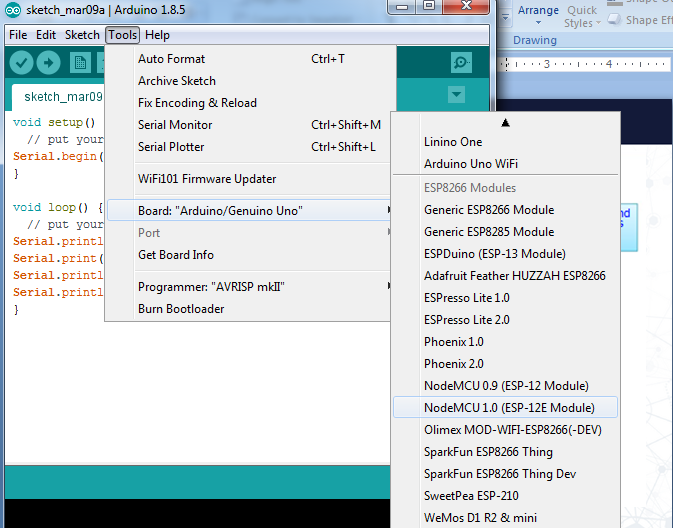 sketch_mar09a | Arduino 1.8.5
File Edit Sketch Tools Help
sketch_mar09
void setup()
// put your
Serial.begin(
}
void loop() {
// put your
Serial.println
Serial.print(
Serial.println
Serial.println
}
Auto Format Ctrl+T
Archive Sketch
Fix Encoding & Reload
Serial Monitor Ctrl+Shift+M
Serial Plotter Ctrl+Shift+L
WiFi101 Firmware Updater
Board: "Arduino/Genuino Uno"
Port
Get Board Info
Programmer: "AVRISP mkII"
Burn Bootloader
Linino One
Arduino Uno WiFi
ESP8266 Modules
Generic ESP8266 Module
Generic ESP8285 Module
ESPDuino (ESP-13 Module)
Adafruit Feather HUZZAH ESP8266
ESPresso Lite 1.0
ESPresso Lite 2.0
Phoenix 1.0
Phoenix 2.0
NodeMCU 0.9 (ESP-12 Module)
NodeMCU 1.0 (ESP-12E Module)
Olimex MOD-WIFI-ESP8266(-DEV)
SparkFun ESP8266 Thing
SparkFun ESP8266 Thing Dev
SweetPea ESP-210
WeMos D1 R2 & mini
Arrange Quick
Styles
Shape Ou
Shape Effe
Drawing
3 4
nd
s